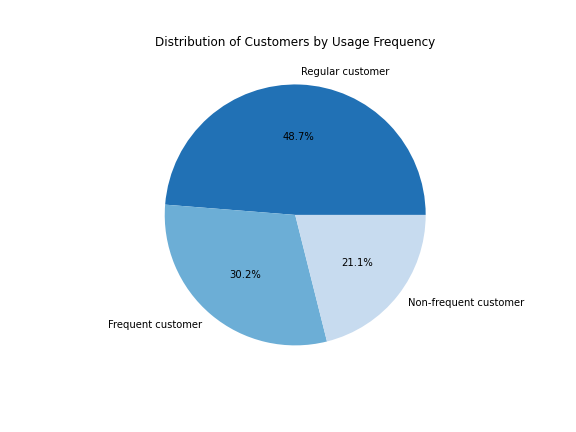 Distribution of Customers by Usage Frequency
Regular customer
48.7%
30.2%
21.1%
Non-frequent customer
Frequent customer